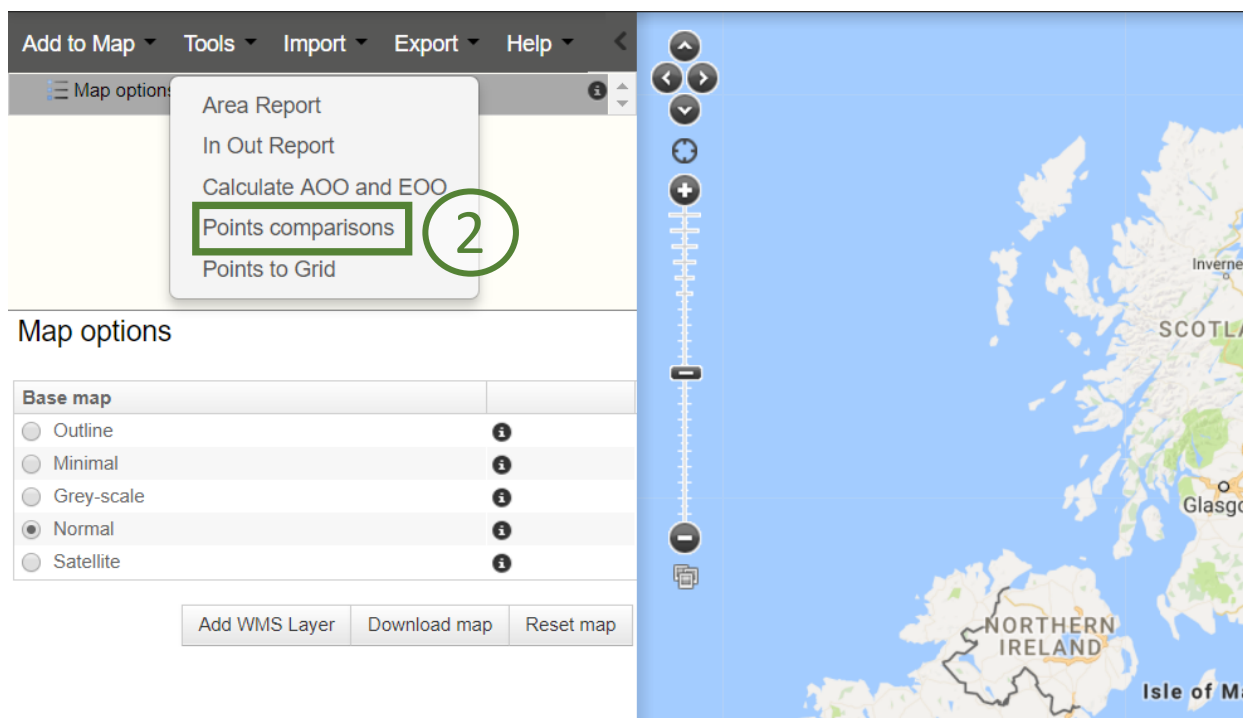 Add to Map Tools Import Export Help
Map options
Area Report
In Out Report
Calculate AOO and EOO
Points comparisons
2
Points to Grid
Map options
Base map
Outline
Minimal
Grey-scale
Normal
Satellite
Add WMS Layer Download map Reset map
Inverne
SCOTLA
Glasgo
NORTHERN
IRELAND
Isle of Ma